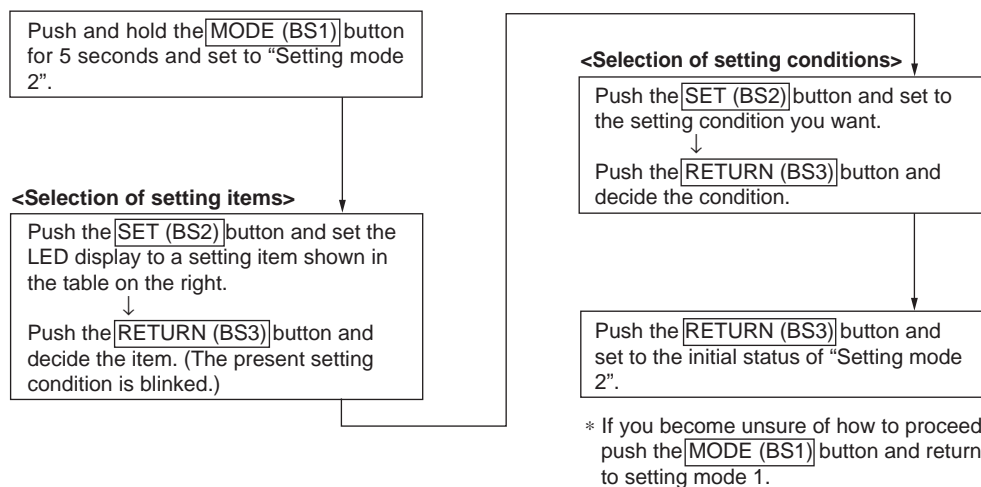 Push and hold the MODE (BS1) button
for 5 seconds and set to “Setting mode
2”.
<Selection of setting items>
Push the SET (BS2) button and set the
LED display to a setting item shown in
the table on the right.
↓
Push the RETURN (BS3) button and
decide the item. (The present setting
condition is blinked.)
<Selection of setting conditions>
Push the SET (BS2) button and set to
the setting condition you want.
↓
Push the RETURN (BS3) button and
decide the condition.
Push the RETURN (BS3) button and
set to the initial status of “Setting mode
2”.
* If you become unsure of how to proceed
push the MODE (BS1) button and return
to setting mode 1.